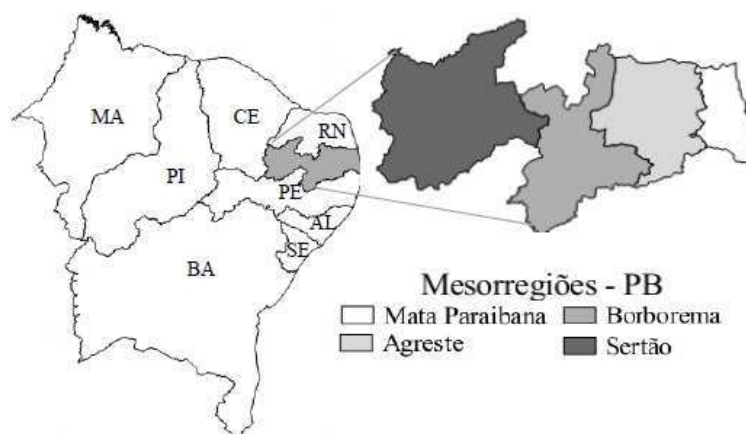 MA
CE
RN
PI
PE
AL
SE
BA
Mesorregiões - PB
Mata Paraibana Borborema
Agreste Sertão